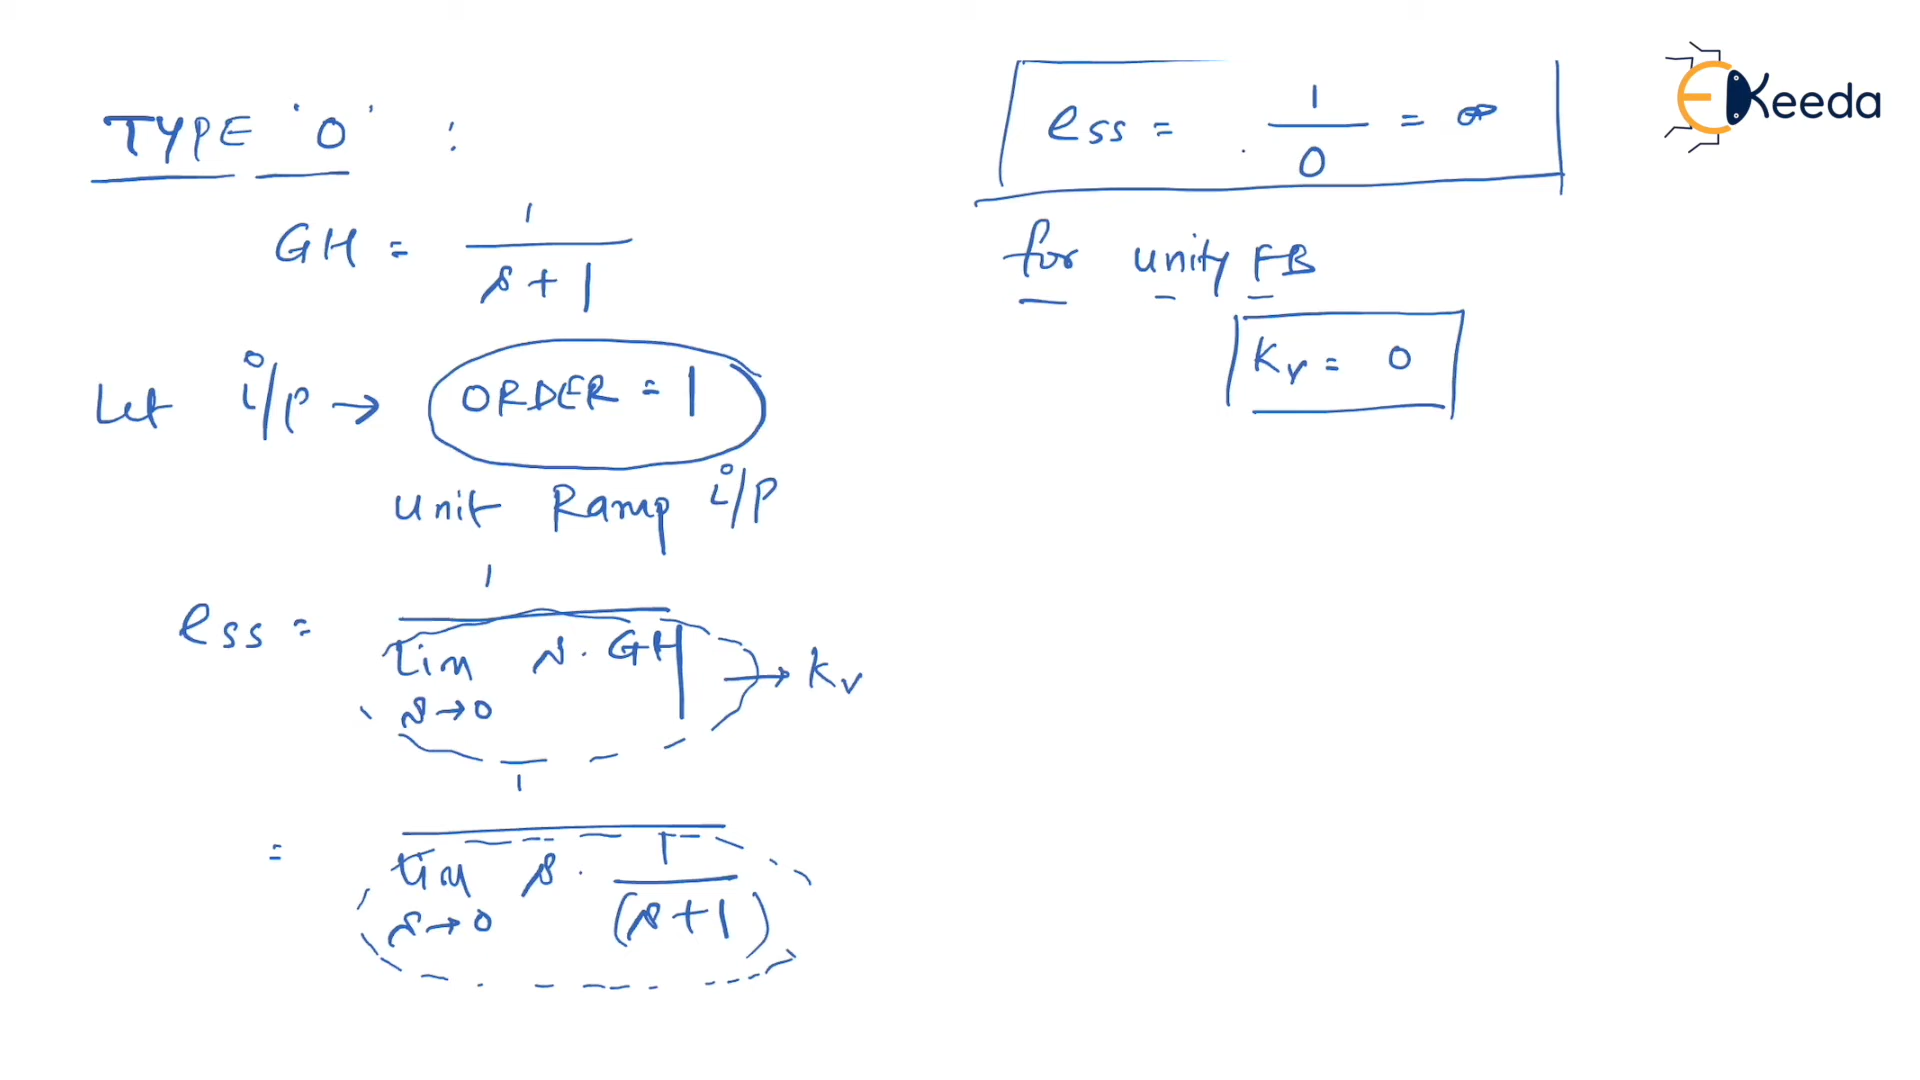 TYPE '0' :
GH = 1 / s+1
Let i/p → ORDER = 1
unit Ramp i/p
ess = 1 / Lim s→0 s. GH → Kv
= 1 / Lim s→0 s. 1 / (s+1)
ess = 1 / 0 = ∞
for unity FB
Kv = 0
EKeeda